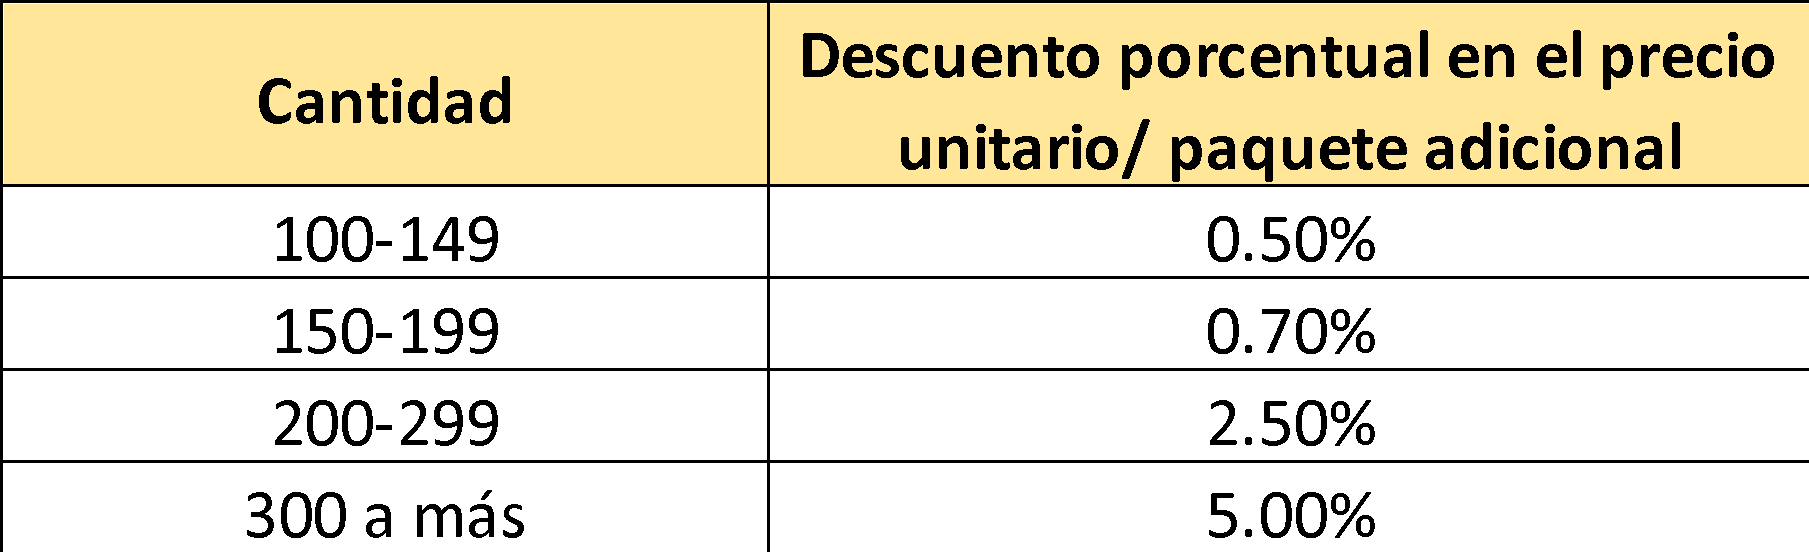 Cantidad
Descuento porcentual en el precio
unitario/ paquete adicional
100-149 0.50%
150-199 0.70%
200-299 2.50%
300 a más 5.00%